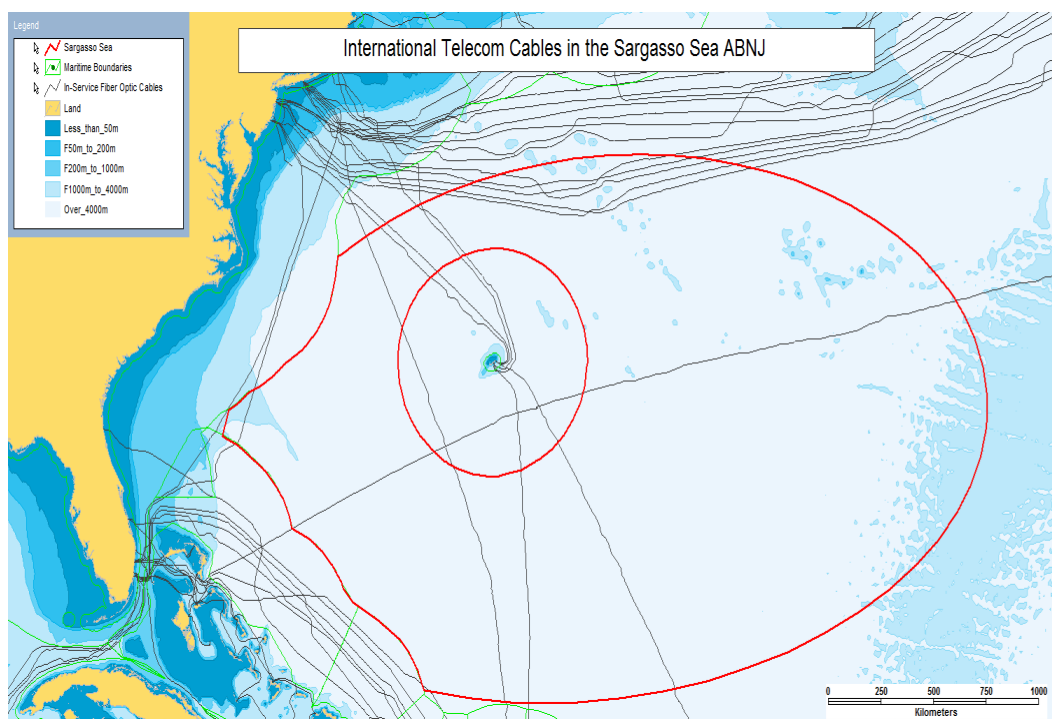 Legend
International Telecom Cables in the Sargasso Sea ABNJ
Sargasso Sea
Maritime Boundaries
In-Service Fiber Optic Cables
Land
Less_than_50m
F50m_to_200m
F200m_to_1000m
F1000m_to_4000m
Over_4000m
0 250 500 750 1000
Kilometers